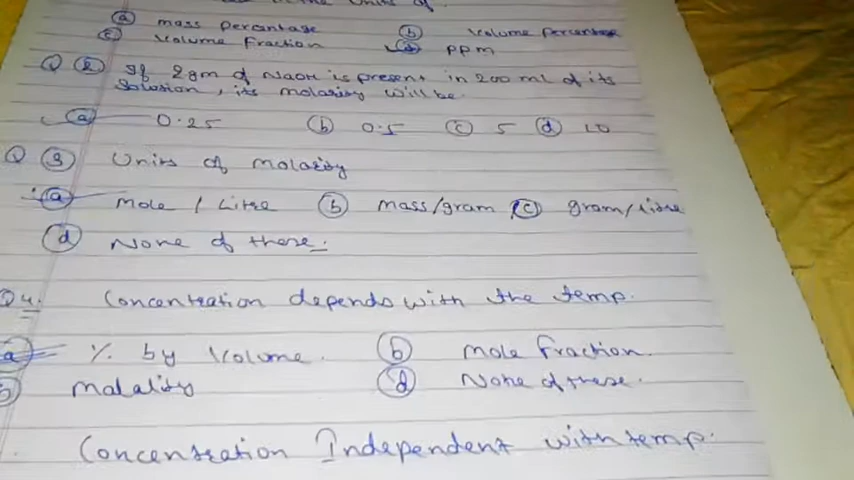 the units of.
(a) mass percentage (b) volume percentage
(c) Volume fraction (d) ppm
Q (2) If 2gm of NaOH is present in 200 ml of its
solution, its molarity will be.
(a) 0.25 (b) 0.5 (c) 5 (d) 10
Q (3) Units of molarity
(a) Mole / Litre (b) mass/gram (c) gram/litre
(d) None of these.
Q4. Concentration depends with the temp.
(a) % by Volume. (b) Mole fraction.
Molality (d) None of these.
Concentration Independent with temp.